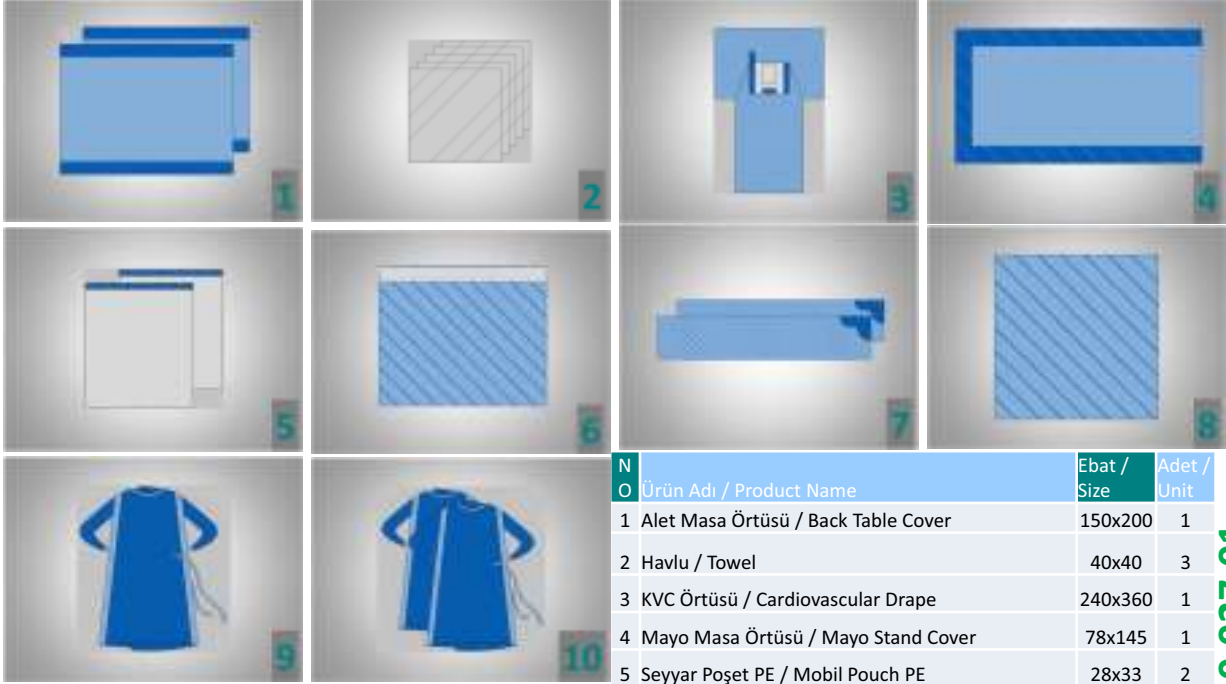 1
2
3
4
5
6
7
8
9
10
NO Ürün Adı / Product Name Ebat / Size Adet / Unit
1 Alet Masa Örtüsü / Back Table Cover 150x200 1
2 Havlu / Towel 40x40 3
3 KVC Örtüsü / Cardiovascular Drape 240x360 1
4 Mayo Masa Örtüsü / Mayo Stand Cover 78x145 1
5 Seyyar Poşet PE / Mobil Pouch PE 28x33 2